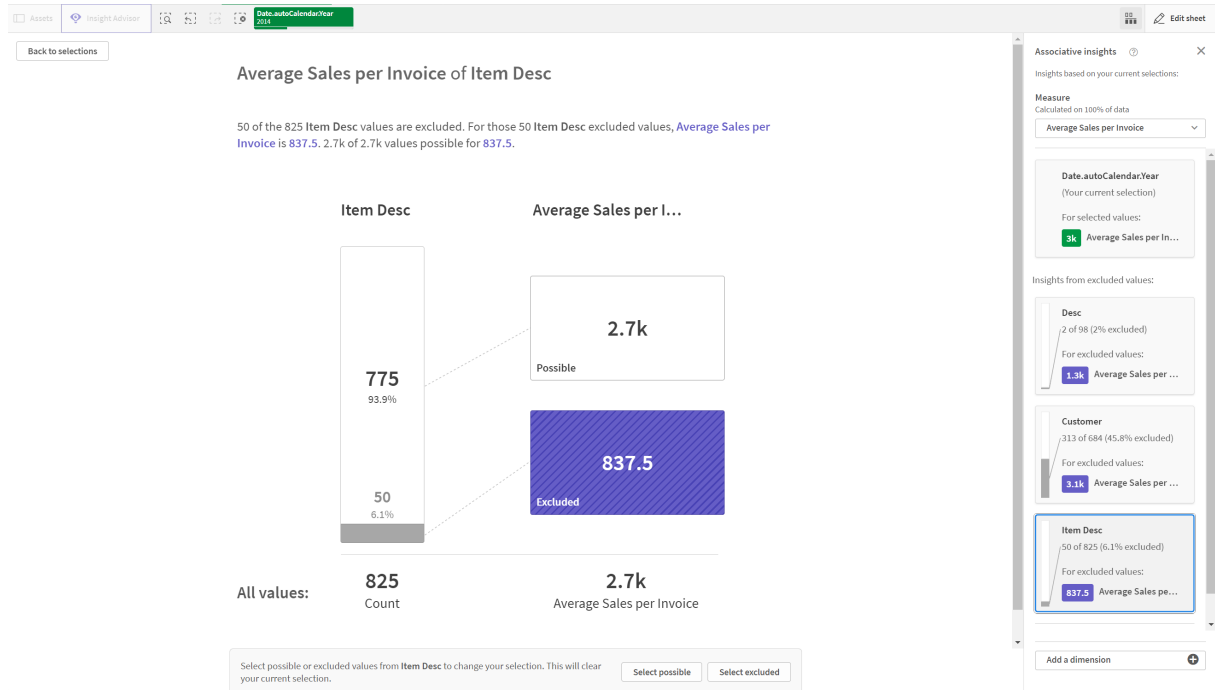 Assets
Insight Advisor
Date.autoCalendar.Year
2014
Edit sheet
Back to selections
Average Sales per Invoice of Item Desc
50 of the 825 Item Desc values are excluded. For those 50 Item Desc excluded values, Average Sales per
Invoice is 837.5. 2.7k of 2.7k values possible for 837.5.
Item Desc
Average Sales per I...
775
93.9%
50
6.1%
2.7k
Possible
837.5
Excluded
All values:
825
Count
2.7k
Average Sales per Invoice
Select possible or excluded values from Item Desc to change your selection. This will clear
your current selection.
Select possible
Select excluded
Associative insights
Insights based on your current selections:
Measure
Calculated on 100% of data
Average Sales per Invoice
Date.autoCalendar.Year
(Your current selection)
For selected values:
3k Average Sales per In...
Insights from excluded values:
Desc
2 of 98 (2% excluded)
For excluded values:
1.3k Average Sales per ...
Customer
313 of 684 (45.8% excluded)
For excluded values:
3.1k Average Sales per ...
Item Desc
50 of 825 (6.1% excluded)
For excluded values:
837.5 Average Sales pe...
Add a dimension